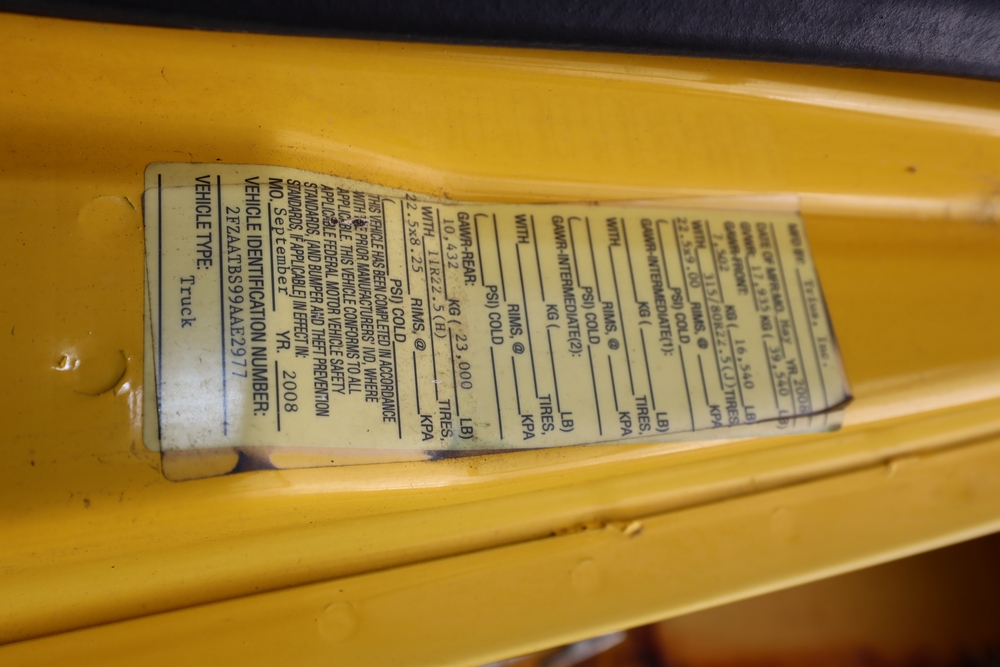 MFD BY: Trius, Inc.
DATE OF MFR: MO. May YR. 2008
GVWR 17,935 KG ( 39,540 LB)
GAWR-FRONT:
7,502 KG ( 16,540 LB)
WITH 315/80R22.5(J) TIRES,
22.5x9.00 RIMS, @ KPA
( PSI) COLD
GAWR-INTERMEDIATE(1):
KG ( LB)
WITH TIRES,
RIMS, @ KPA
( PSI) COLD
GAWR-INTERMEDIATE(2):
KG ( LB)
WITH TIRES,
RIMS, @ KPA
( PSI) COLD
GAWR-REAR:
10,432 KG ( 23,000 LB)
WITH 11R22.5(H) TIRES,
22.5x8.25 RIMS, @ KPA
( PSI) COLD
THIS VEHICLE HAS BEEN COMPLETED IN ACCORDANCE
WITH PRIOR MANUFACTURERS' IVD, WHERE
APPLICABLE. THIS VEHICLE CONFORMS TO ALL
APPLICABLE FEDERAL MOTOR VEHICLE SAFETY
STANDARDS, [AND BUMPER AND THEFT PREVENTION
STANDARDS, IF APPLICABLE] IN EFFECT IN:
MO. September YR. 2008
VEHICLE IDENTIFICATION NUMBER:
2FZAATBS99AAE2977
VEHICLE TYPE:
Truck